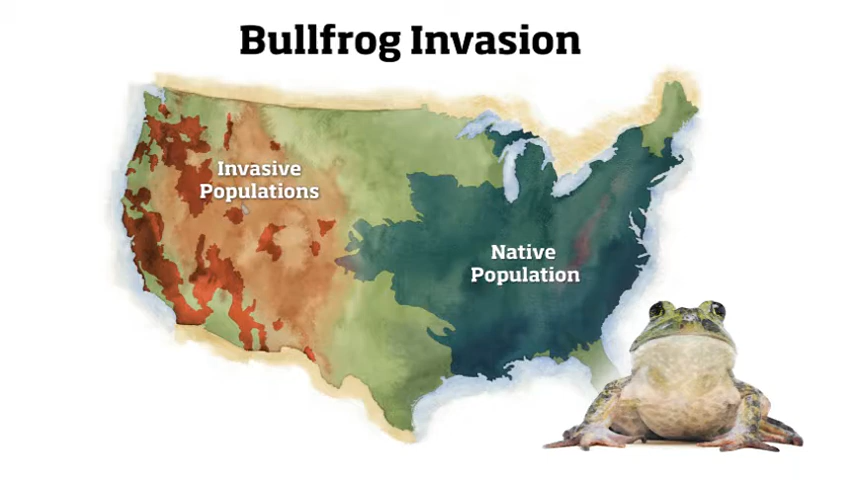 Bullfrog Invasion
Invasive
Populations
Native
Population